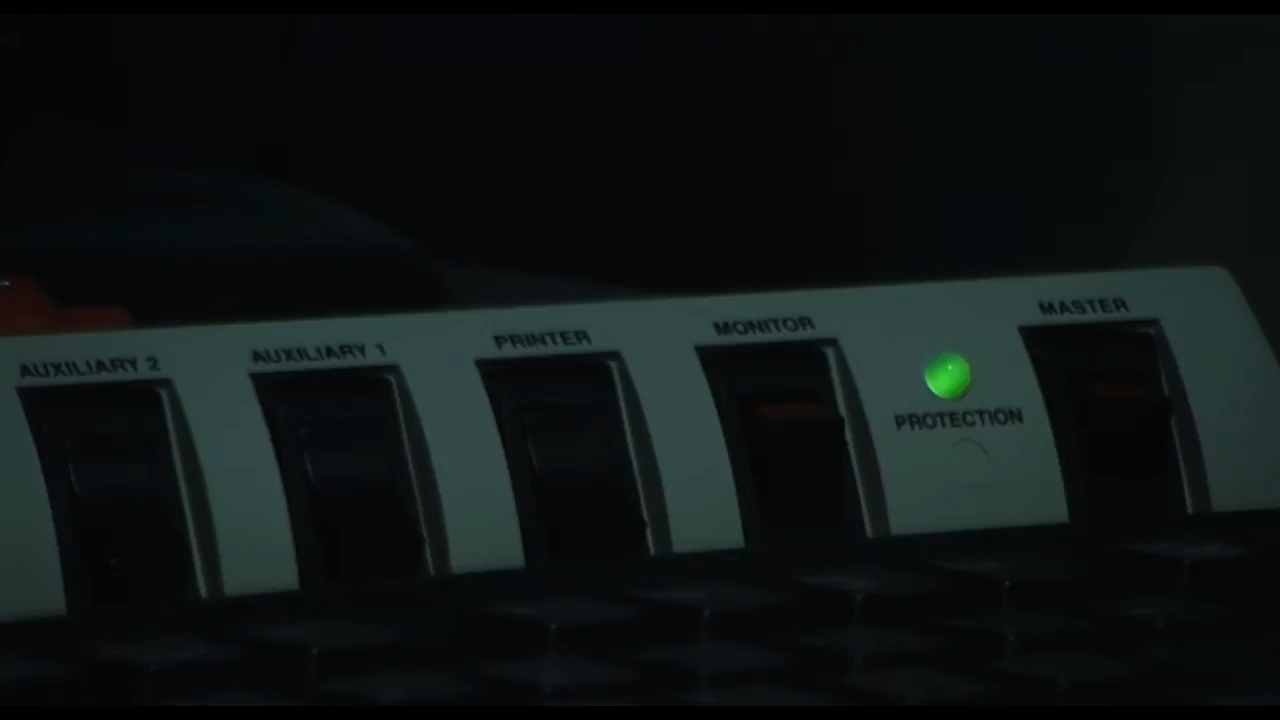 AUXILIARY 2
AUXILIARY 1
PRINTER
MONITOR
PROTECTION
MASTER